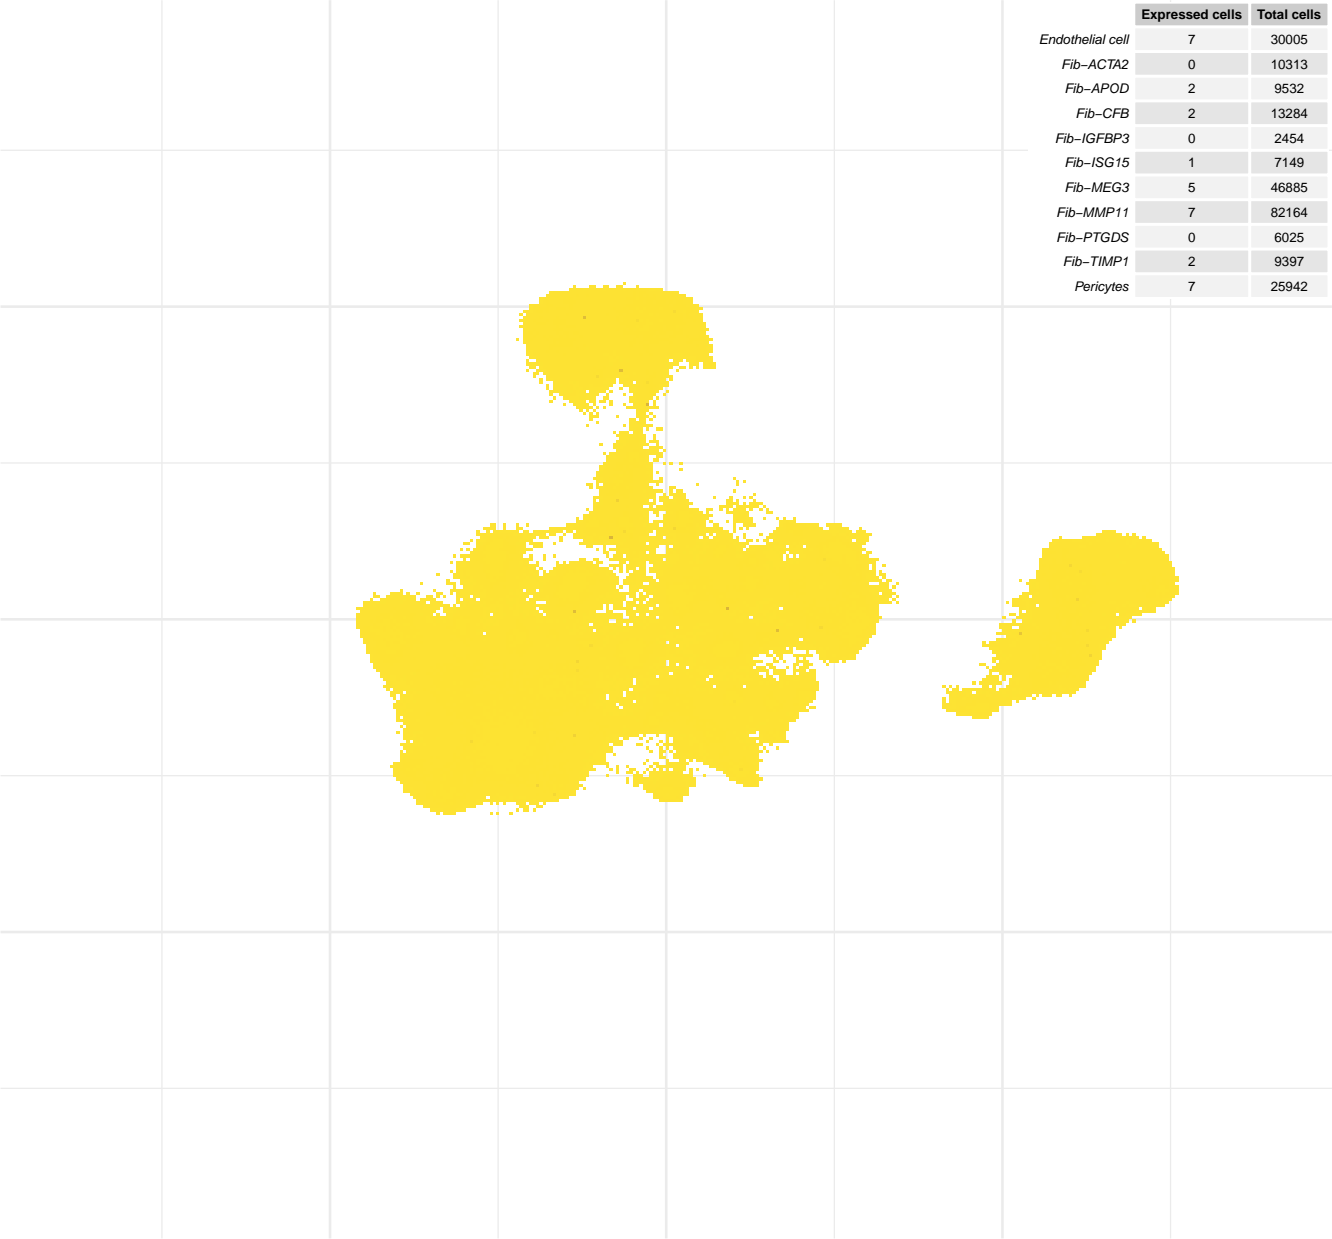 Expressed cells Total cells
Endothelial cell 7 30005
Fib−ACTA2 0 10313
Fib−APOD 2 9532
Fib−CFB 2 13284
Fib−IGFBP3 0 2454
Fib−ISG15 1 7149
Fib−MEG3 5 46885
Fib−MMP11 7 82164
Fib−PTGDS 0 6025
Fib−TIMP1 2 9397
Pericytes 7 25942